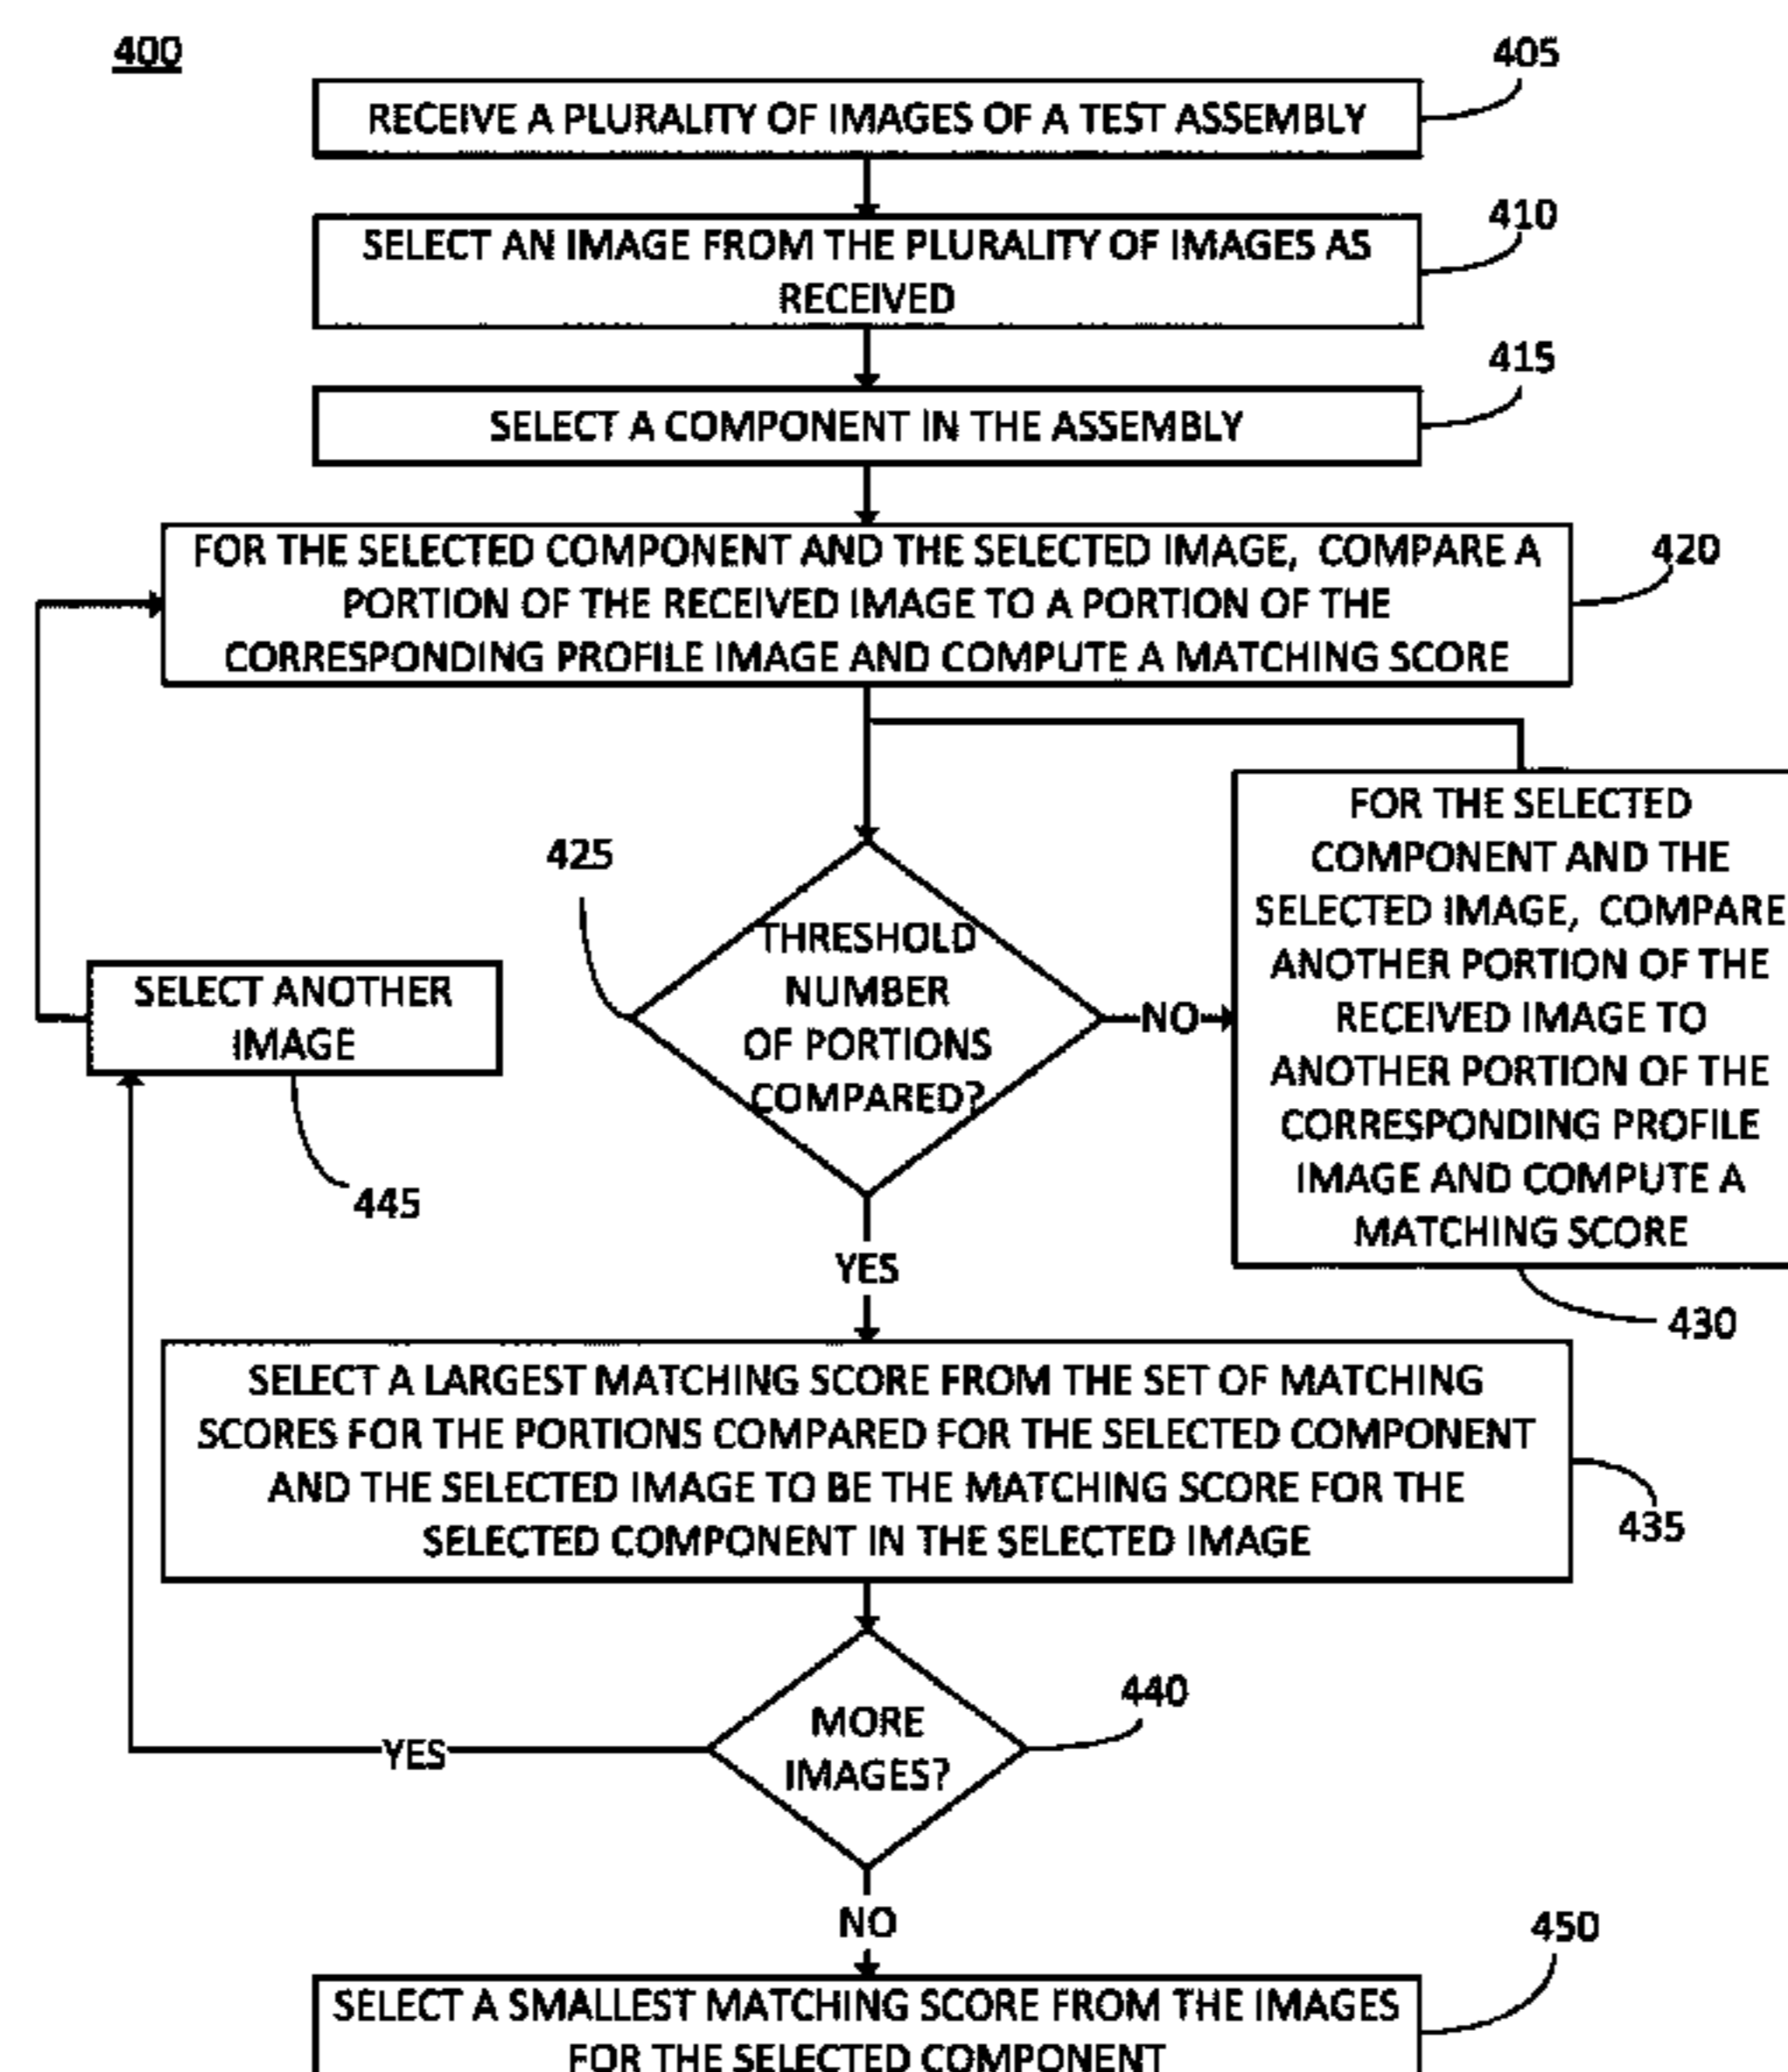 400
405
RECEIVE A PLURALITY OF IMAGES OF A TEST ASSEMBLY
410
SELECT AN IMAGE FROM THE PLURALITY OF IMAGES AS
RECEIVED
415
SELECT A COMPONENT IN THE ASSEMBLY
420
FOR THE SELECTED COMPONENT AND THE SELECTED IMAGE, COMPARE A
PORTION OF THE RECEIVED IMAGE TO A PORTION OF THE
CORRESPONDING PROFILE IMAGE AND COMPUTE A MATCHING SCORE
425
THRESHOLD
NUMBER
OF PORTIONS
COMPARED?
NO
FOR THE SELECTED
COMPONENT AND THE
SELECTED IMAGE, COMPARE
ANOTHER PORTION OF THE
RECEIVED IMAGE TO
ANOTHER PORTION OF THE
CORRESPONDING PROFILE
IMAGE AND COMPUTE A
MATCHING SCORE
430
SELECT ANOTHER
IMAGE
445
YES
SELECT A LARGEST MATCHING SCORE FROM THE SET OF MATCHING
SCORES FOR THE PORTIONS COMPARED FOR THE SELECTED COMPONENT
AND THE SELECTED IMAGE TO BE THE MATCHING SCORE FOR THE
SELECTED COMPONENT IN THE SELECTED IMAGE
435
MORE
IMAGES?
440
YES
NO
450
SELECT A SMALLEST MATCHING SCORE FROM THE IMAGES
FOR THE SELECTED COMPONENT